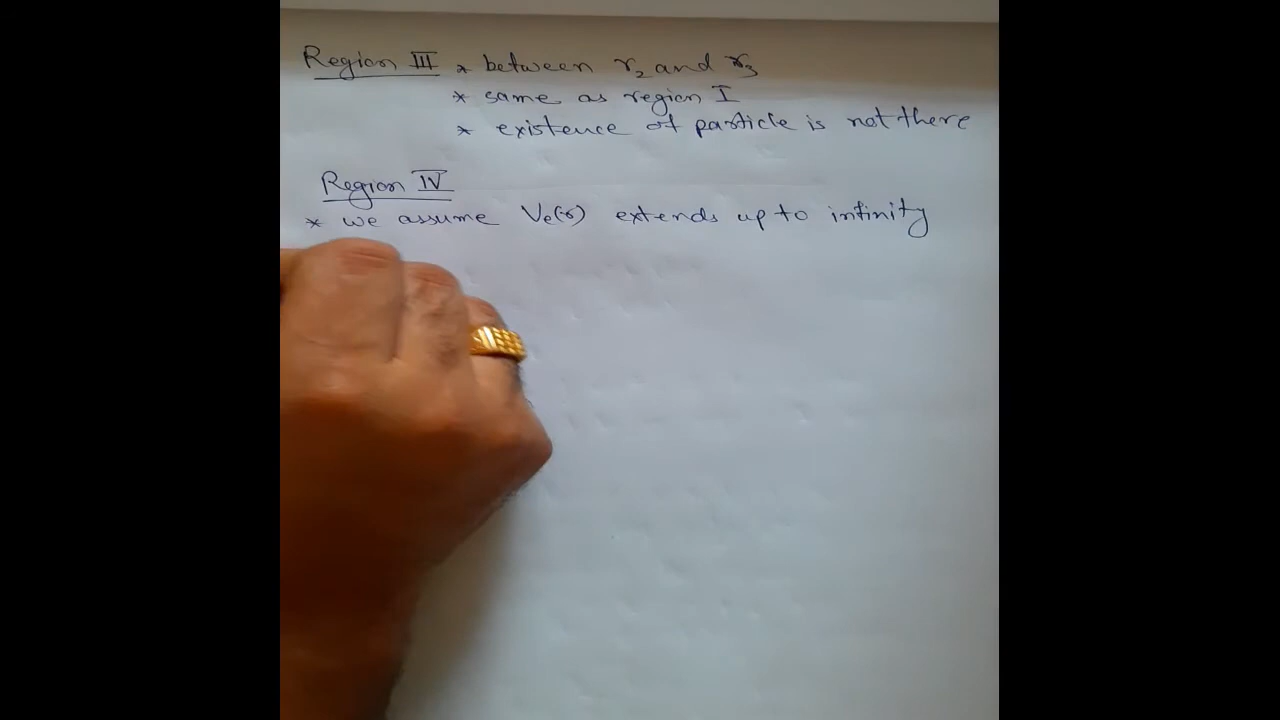 Region III * between r₂ and r₃
* same as region I
* existence of particle is not there
Region IV
* we assume Ve(r) extends up to infinity